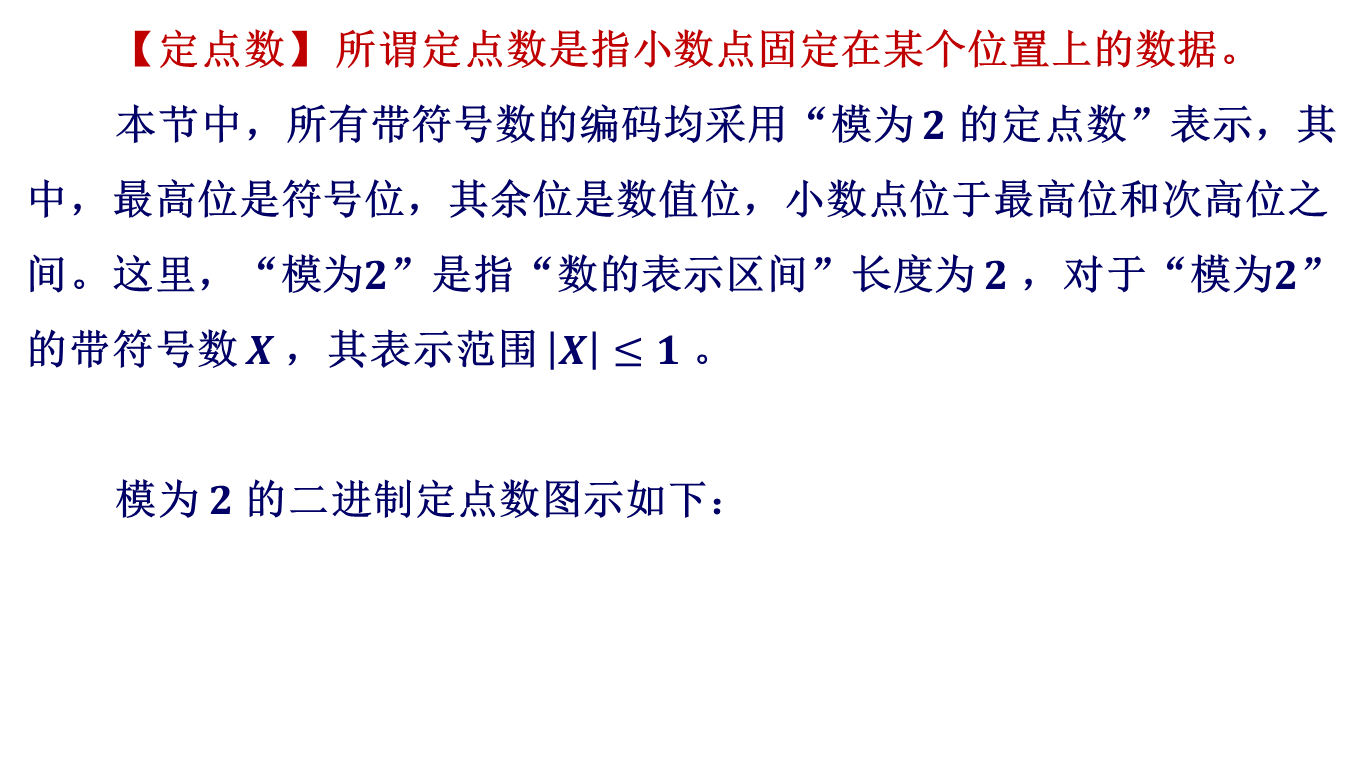 【定点数】所谓定点数是指小数点固定在某个位置上的数据。
本节中，所有带符号数的编码均采用“模为 2 的定点数”表示，其
中，最高位是符号位，其余位是数值位，小数点位于最高位和次高位之
间。这里，“模为2”是指“数的表示区间”长度为 2 ，对于“模为2”
的带符号数 X ，其表示范围 |X| ≤ 1 。
模为 2 的二进制定点数图示如下：